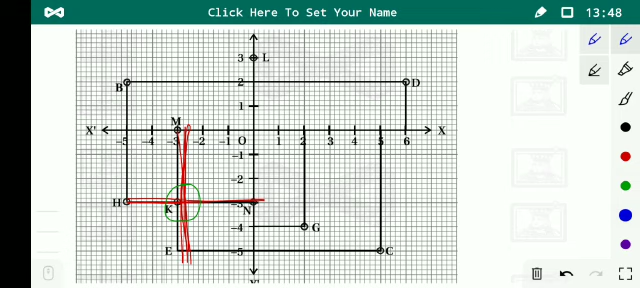 Click Here To Set Your Name
13:48
3 L
B 2 D
1
M
X' X
-5 -4 -3 -2 -1 O 1 2 3 4 5 6
-1
-2
H K -3 N
-4 G
E -5 C
Y'